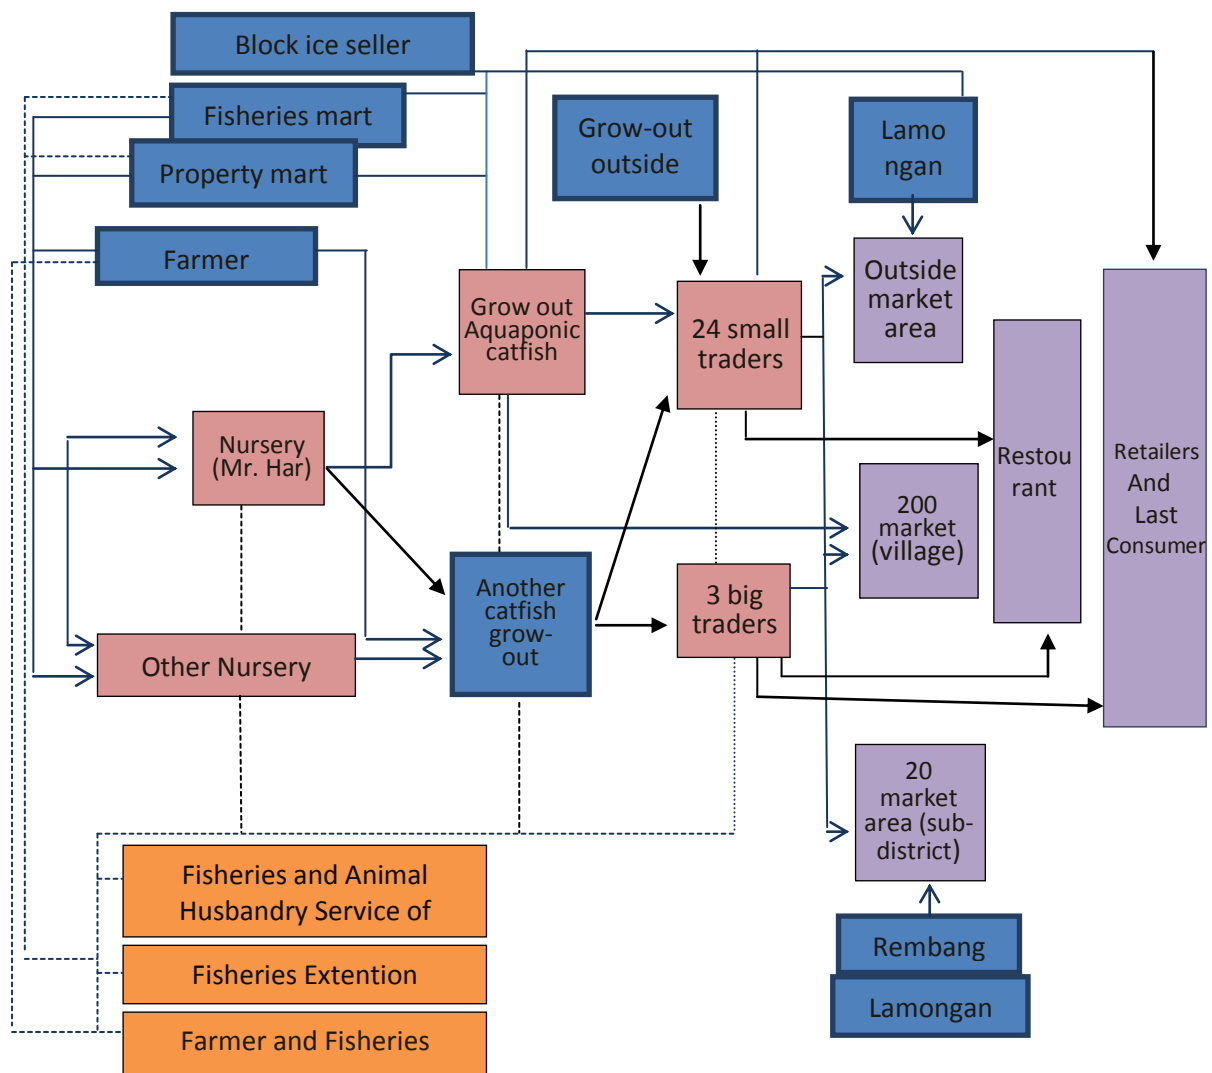 Block ice seller
Fisheries mart
Property mart
Farmer
Grow-out
outside
Lamo
ngan
Grow out
Aquaponic
catfish
24 small
traders
Outside
market
area
Nursery
(Mr. Har)
Restou
rant
Retailers
And
Last
Consumer
200
market
(village)
Another
catfish
grow-
out
3 big
traders
Other Nursery
20
market
area (sub-
district)
Fisheries and Animal
Husbandry Service of
Fisheries Extention
Farmer and Fisheries
Rembang
Lamongan